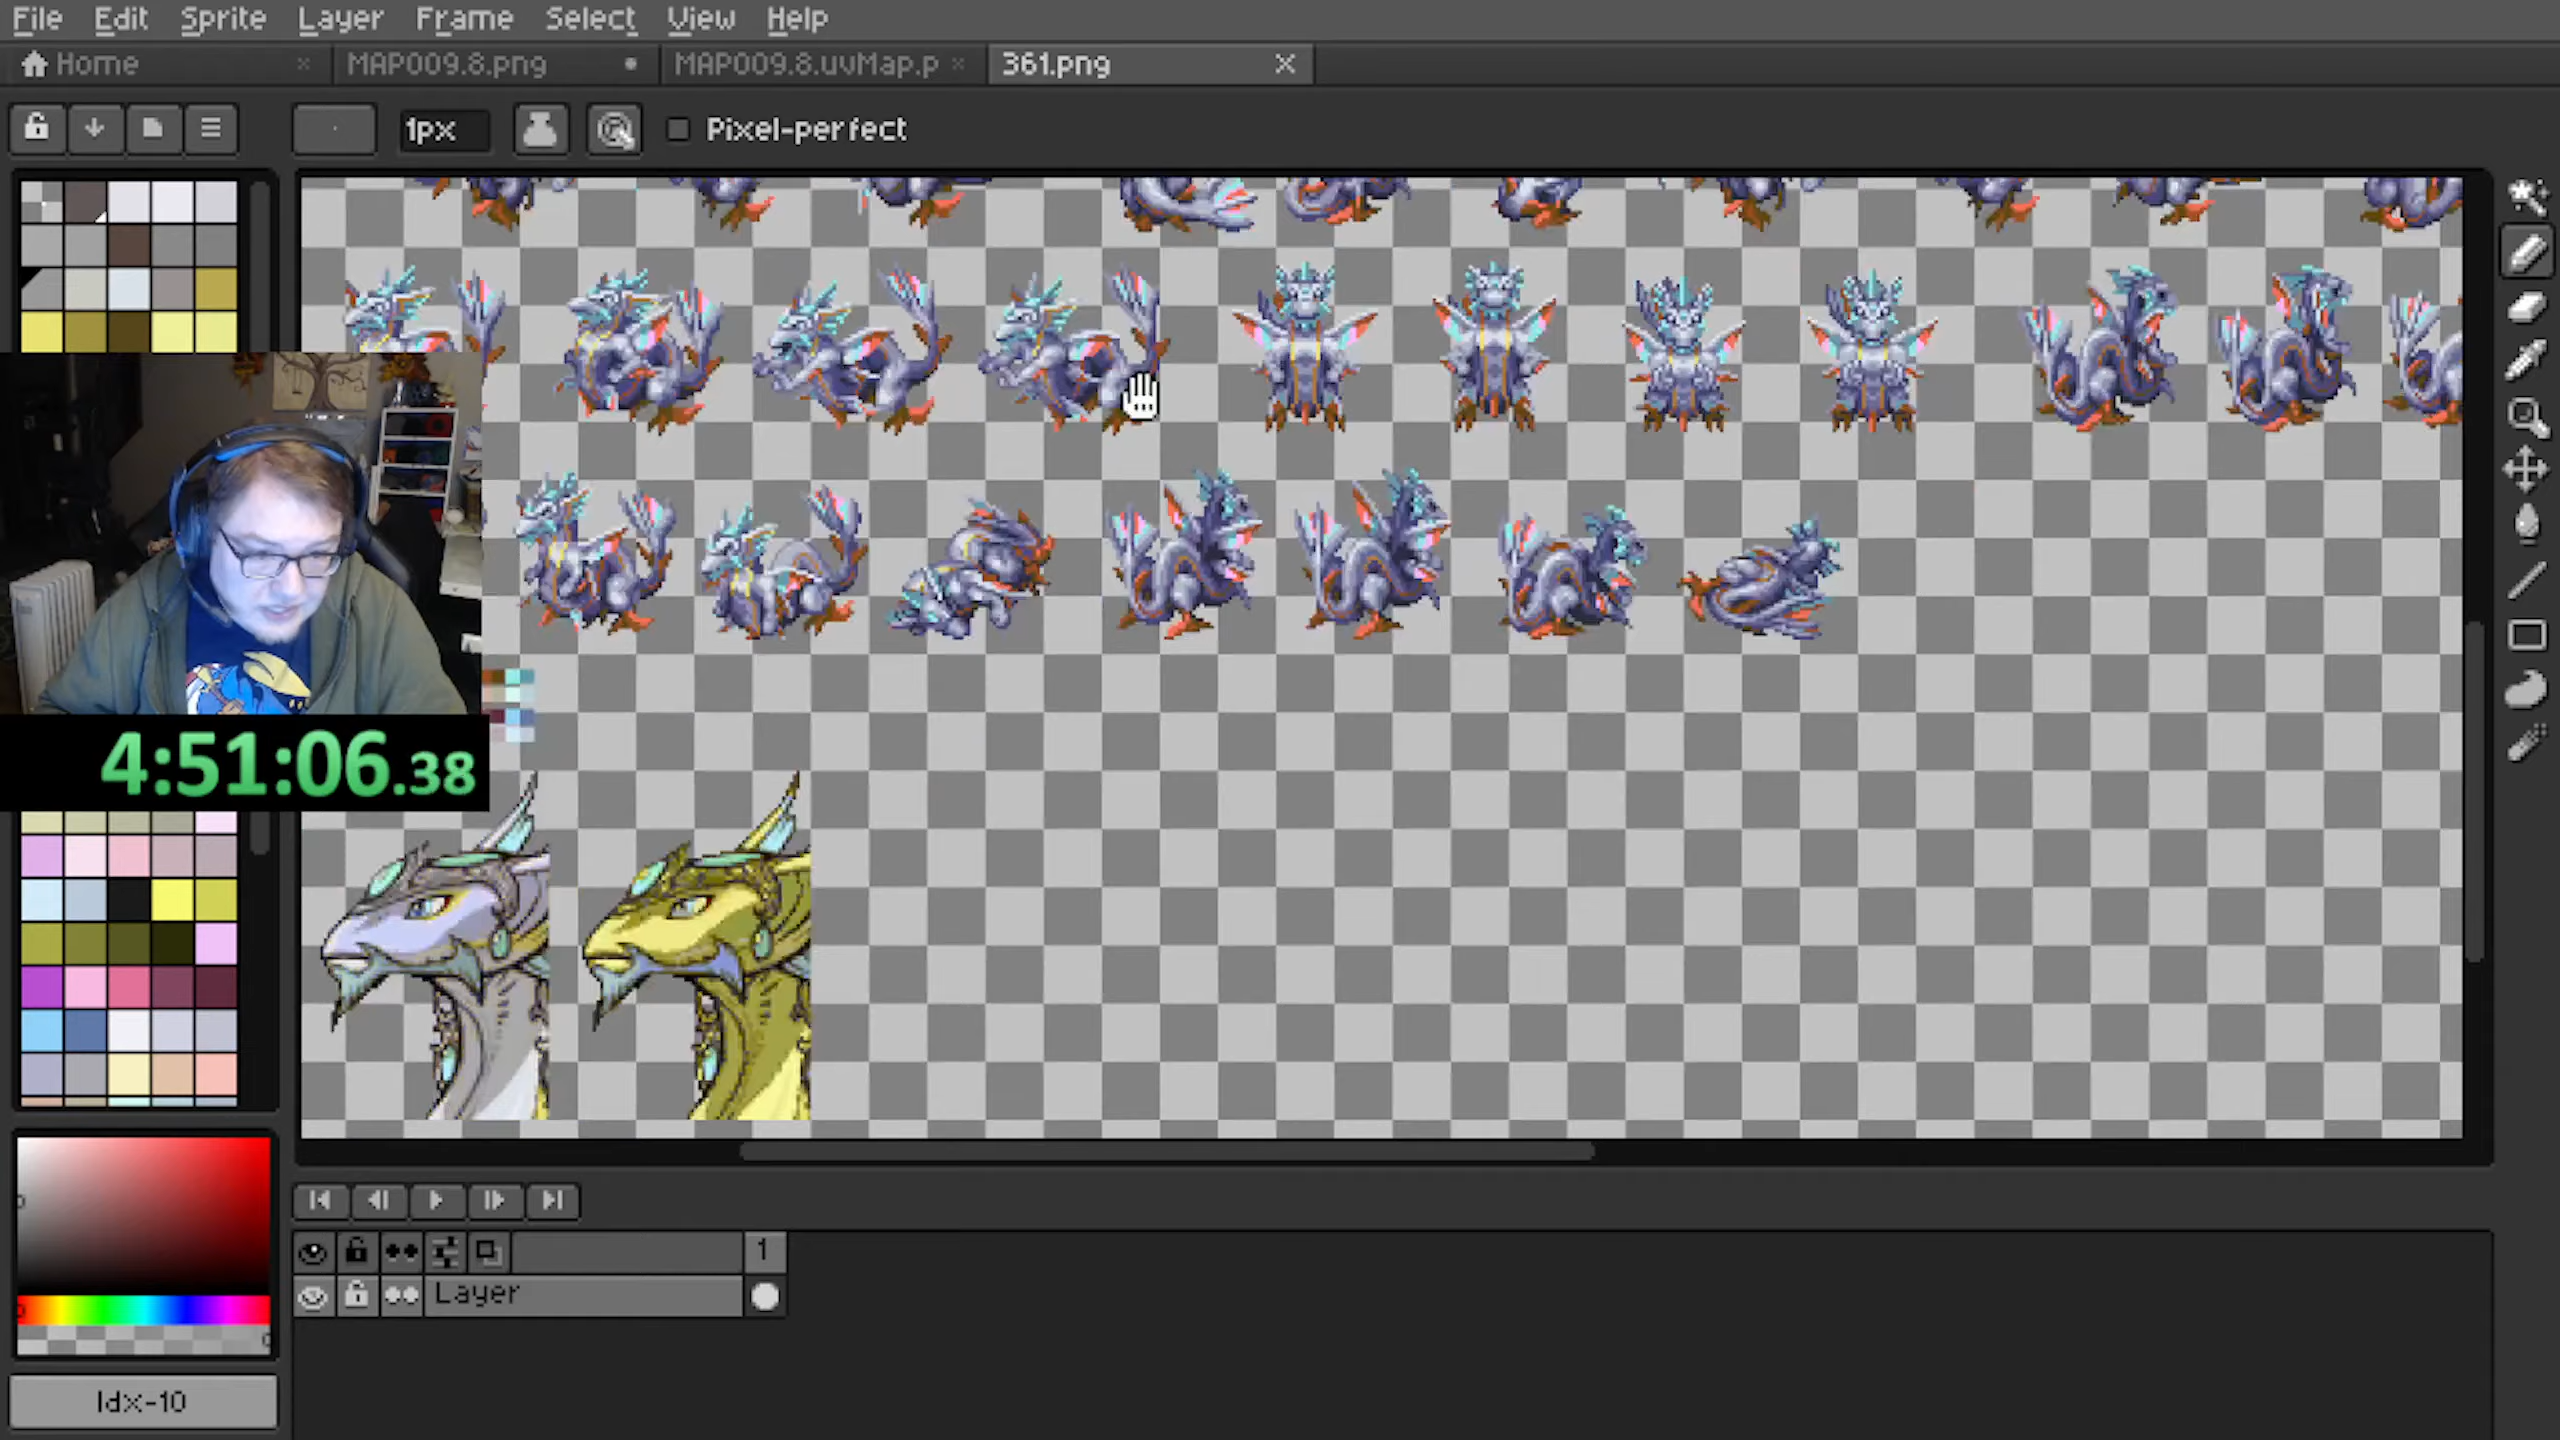 File Edit Sprite Layer Frame Select View Help
Home MAP009.8.png MAP009.8.uvMap.p 361.png
1px Pixel-perfect
4:51:06.38
1
Layer
Idx-10